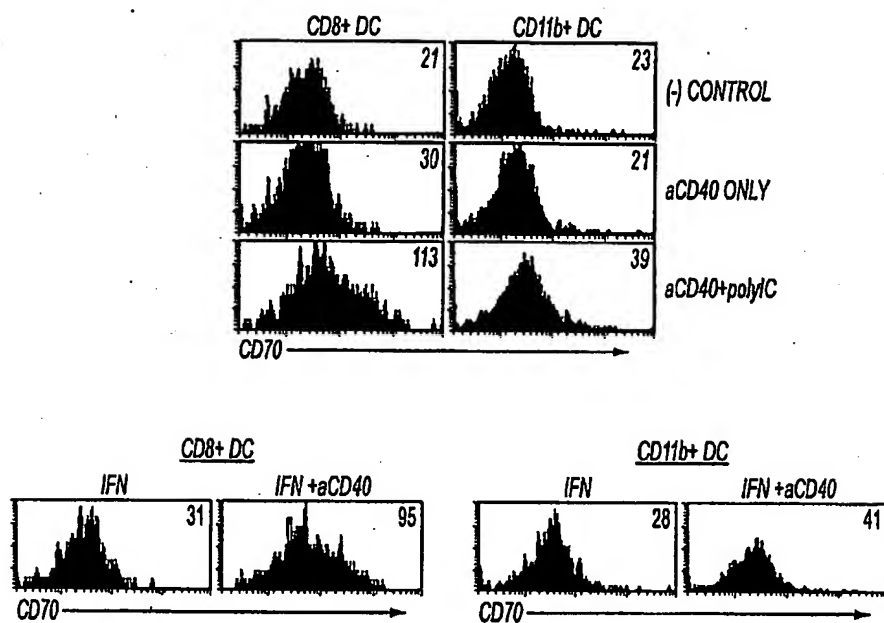 CD8+ DC CD11b+ DC
21 23 (-) CONTROL
30 21 aCD40 ONLY
113 39 aCD40+polyIC
CD70
CD8+ DC CD11b+ DC
IFN IFN +aCD40 IFN IFN +aCD40
31 95 28 41
CD70 CD70